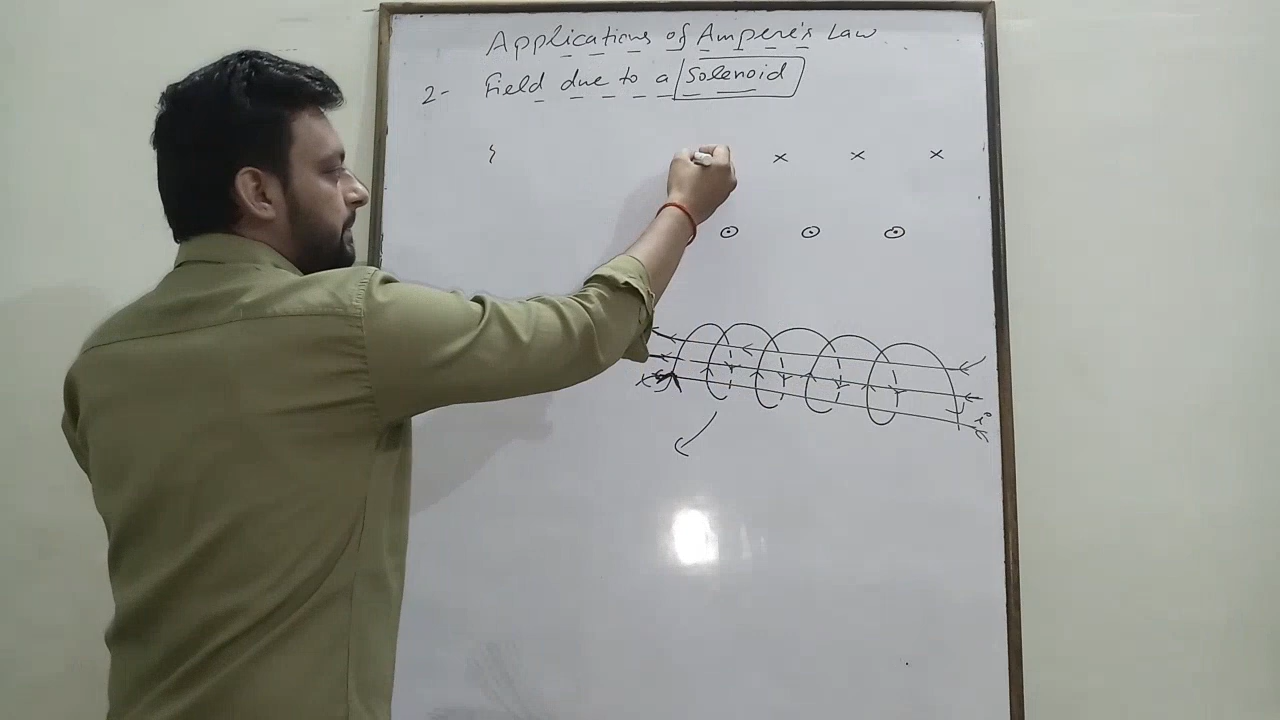 Applications of Ampere's Law
2- Field due to a Solenoid
x x x
i